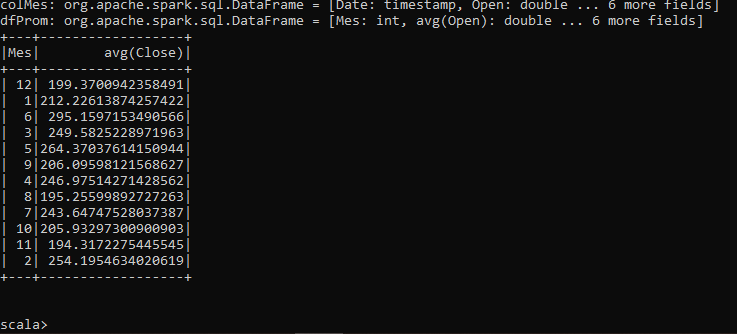 colMes: org.apache.spark.sql.DataFrame = [Date: timestamp, Open: double ... 6 more fields]
dfProm: org.apache.spark.sql.DataFrame = [Mes: int, avg(Open): double ... 6 more fields]
+---+------------------+
|Mes|        avg(Close)|
+---+------------------+
| 12| 199.3700942358491|
|  1|212.22613874257422|
|  6| 295.1597153490566|
|  3| 249.5825228971963|
|  5|264.37037614150944|
|  9|206.09598121568627|
|  4|246.97514271428562|
|  8|195.25599892727263|
|  7|243.64747528037387|
| 10|205.93297300900903|
| 11| 194.3172275445545|
|  2| 254.1954634020619|
+---+------------------+
scala>